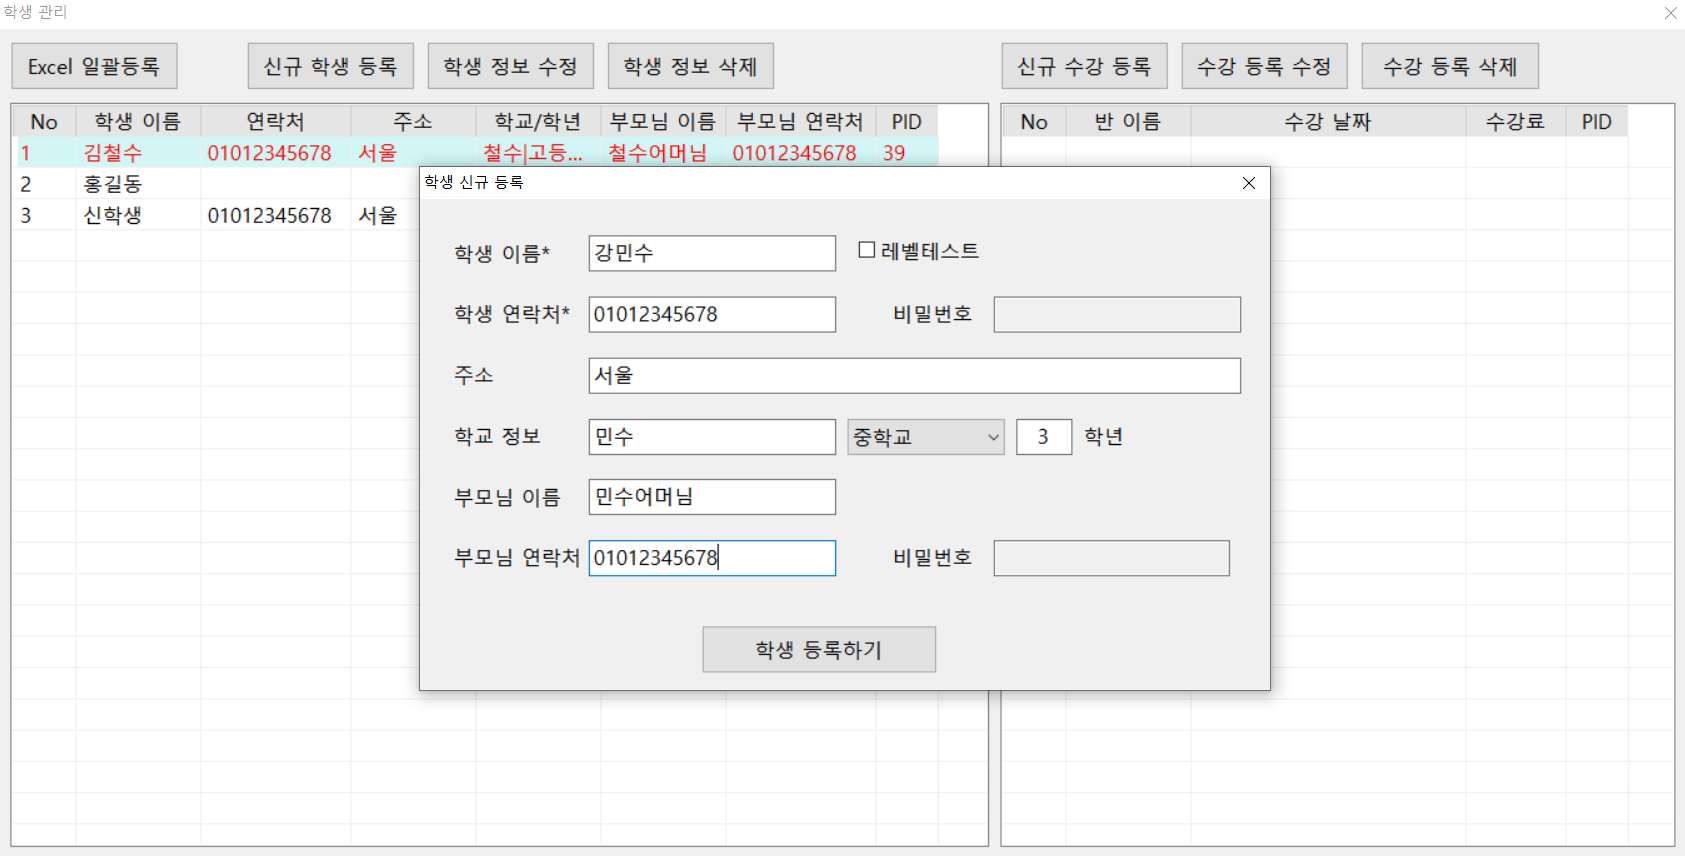 학생 관리
Excel 일괄등록 신규 학생 등록 학생 정보 수정 학생 정보 삭제 신규 수강 등록 수강 등록 수정 수강 등록 삭제
No 학생 이름 연락처 주소 학교/학년 부모님 이름 부모님 연락처 PID No 반 이름 수강 날짜 수강료 PID
1 김철수 01012345678 서울 철수|고등... 철수어머님 01012345678 39
2 홍길동
3 신학생 01012345678 서울
학생 신규 등록
학생 이름* 강민수 레벨테스트
학생 연락처* 01012345678 비밀번호
주소 서울
학교 정보 민수 중학교 3 학년
부모님 이름 민수어머님
부모님 연락처 01012345678 비밀번호
학생 등록하기